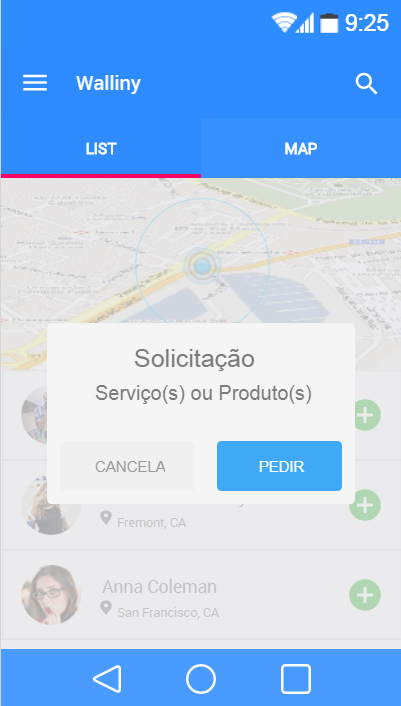 9:25
Walliny
LIST
MAP
Solicitação
Serviço(s) ou Produto(s)
CANCELA
PEDIR
Fremont, CA
Anna Coleman
San Francisco, CA